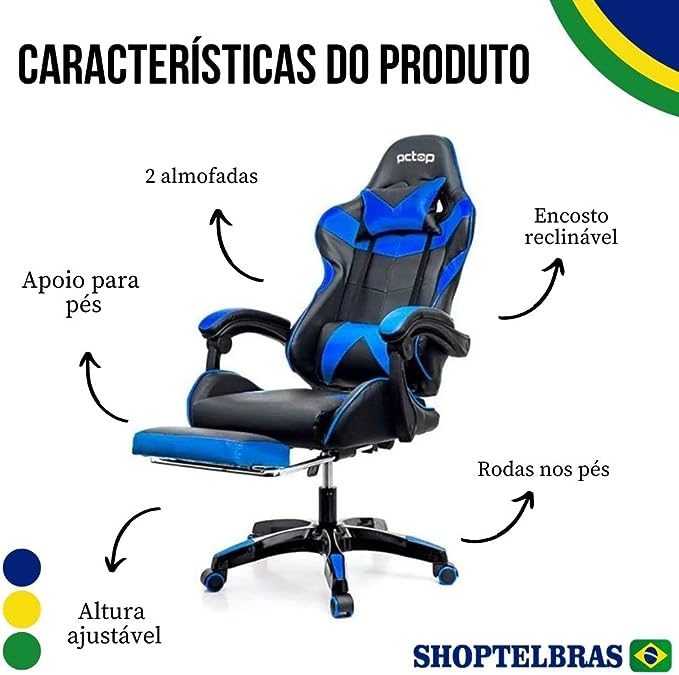 CARACTERÍSTICAS DO PRODUTO
pctop
2 almofadas
Encosto
reclinável
Apoio para
pés
Rodas nos pés
Altura
ajustável
SHOPTELBRAS